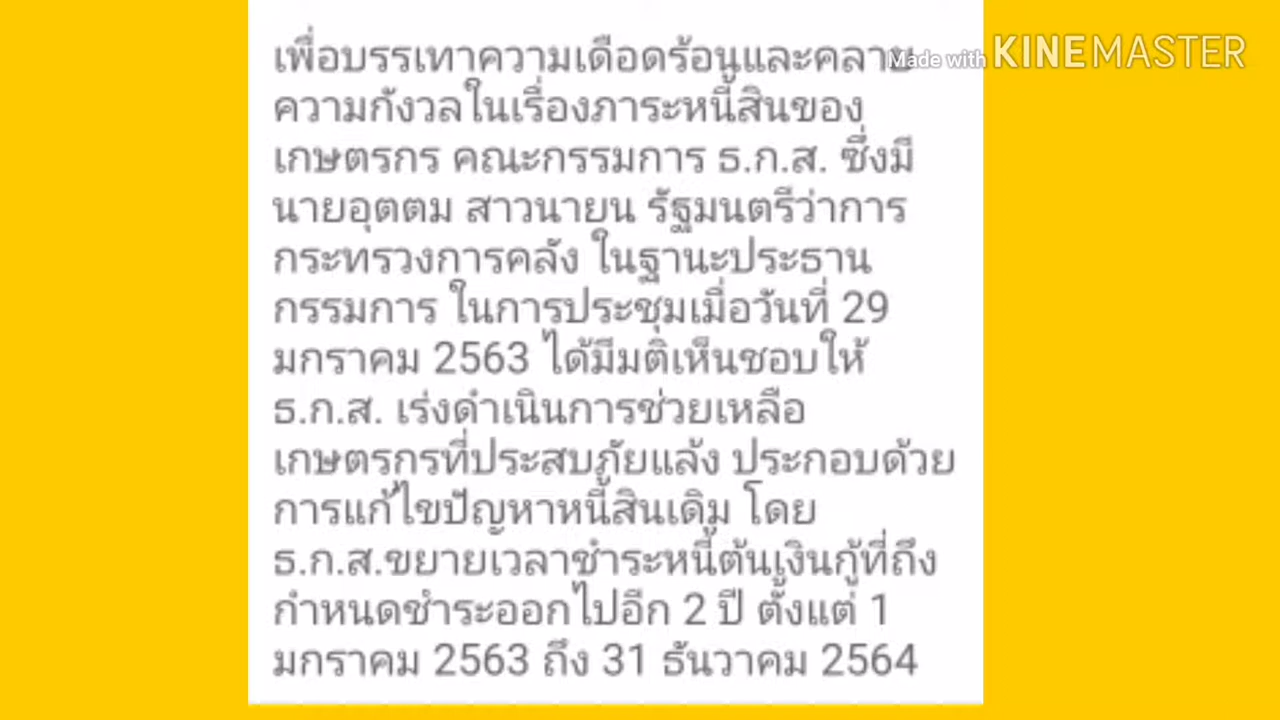 เพื่อบรรเทาความเดือดร้อนและคลาย
Made with KINEMASTER
ความกังวลในเรื่องภาระหนี้สินของ
เกษตรกร คณะกรรมการ ธ.ก.ส. ซึ่งมี
นายอุตตม สาวนายน รัฐมนตรีว่าการ
กระทรวงการคลัง ในฐานะประธาน
กรรมการ ในการประชุมเมื่อวันที่ 29
มกราคม 2563 ได้มีมติเห็นชอบให้
ธ.ก.ส. เร่งดำเนินการช่วยเหลือ
เกษตรกรที่ประสบภัยแล้ง ประกอบด้วย
การแก้ไขปัญหาหนี้สินเดิม โดย
ธ.ก.ส.ขยายเวลาชำระหนี้ต้นเงินกู้ที่ถึง
กำหนดชำระออกไปอีก 2 ปี ตั้งแต่ 1
มกราคม 2563 ถึง 31 ธันวาคม 2564